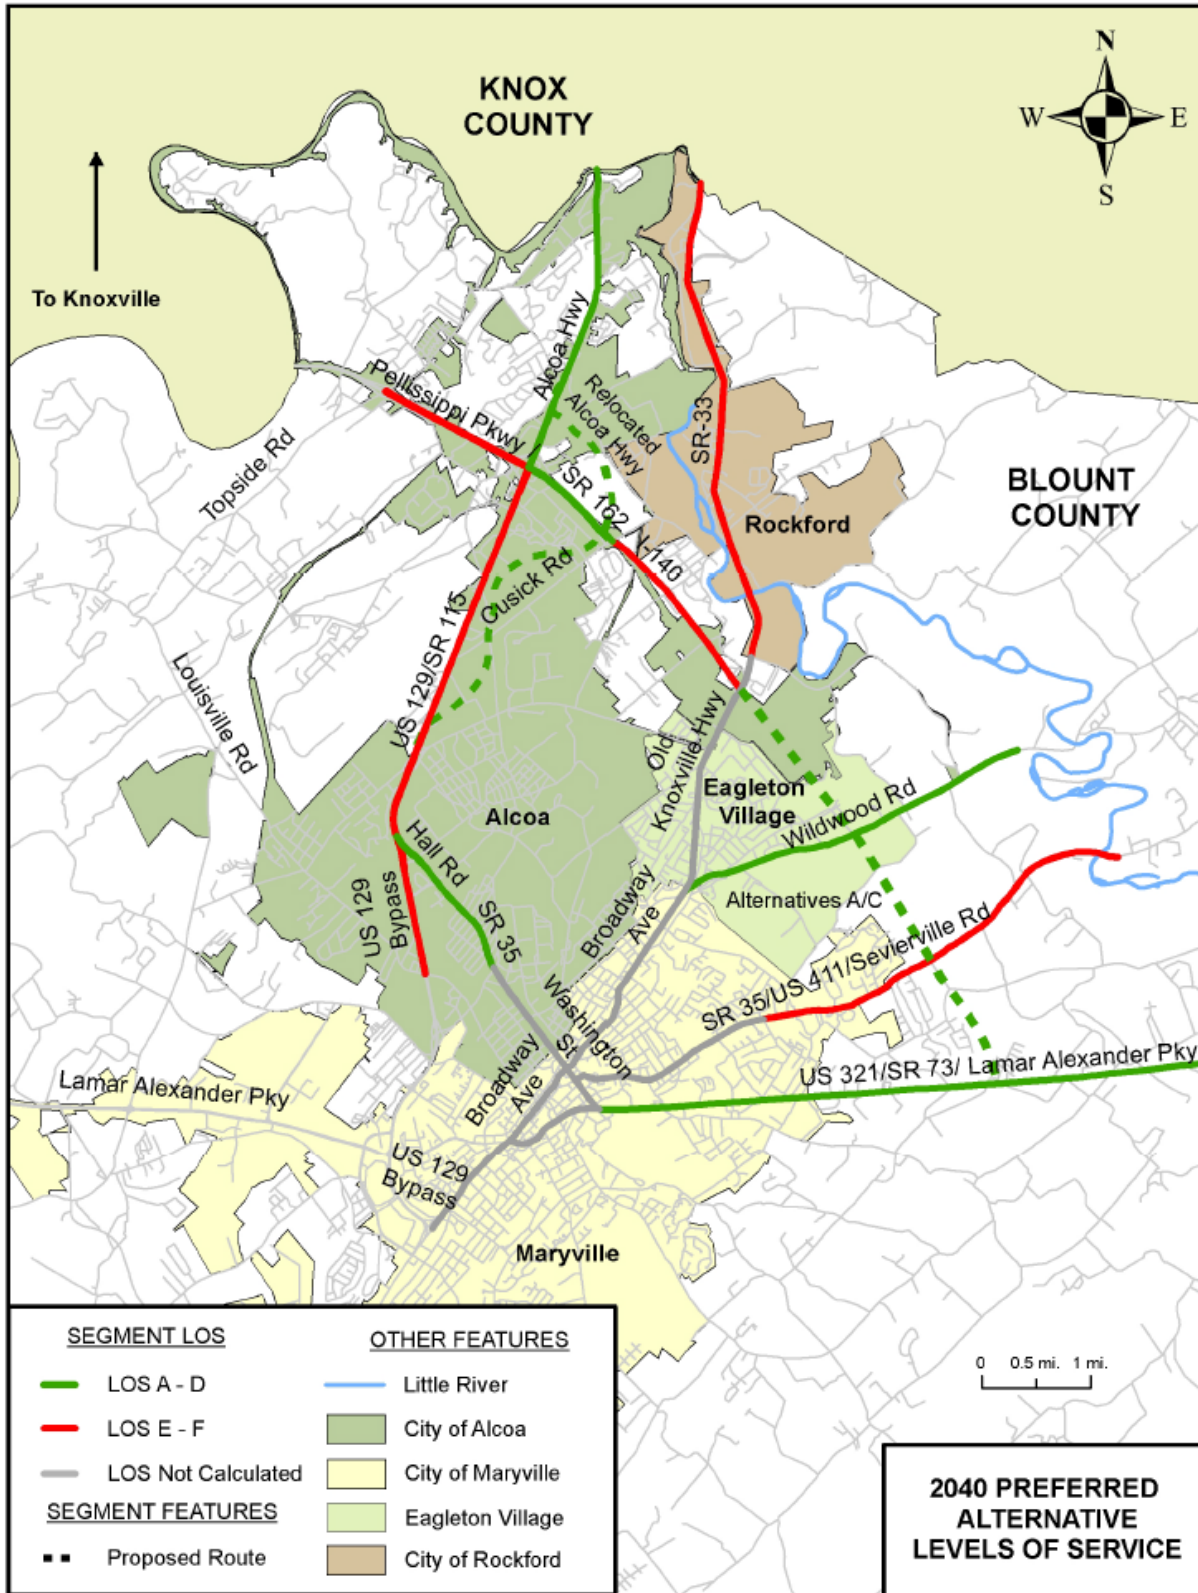 KNOX
COUNTY
N
W
E
S
To Knoxville
Alcoa Hwy
Pellissippi Pkwy /
Relocated
Alcoa Hwy
SR-33
Topside Rd
SR 162 / I-140
BLOUNT
COUNTY
Rockford
Cusick Rd
US 129/SR 115
Louisville Rd
Old
Knoxville Hwy
Eagleton
Village
Alcoa
Wildwood Rd
Hall Rd
US 129
Bypass
SR 35
Broadway
Ave
Alternatives A/C
SR 35/US 411/Sevierville Rd
Washington
St
Broadway
Ave
US 321/SR 73/ Lamar Alexander Pky
Lamar Alexander Pky
US 129
Bypass
Maryville
SEGMENT LOS
LOS A - D
LOS E - F
LOS Not Calculated
SEGMENT FEATURES
Proposed Route
OTHER FEATURES
Little River
City of Alcoa
City of Maryville
Eagleton Village
City of Rockford
0 0.5 mi. 1 mi.
2040 PREFERRED
ALTERNATIVE
LEVELS OF SERVICE